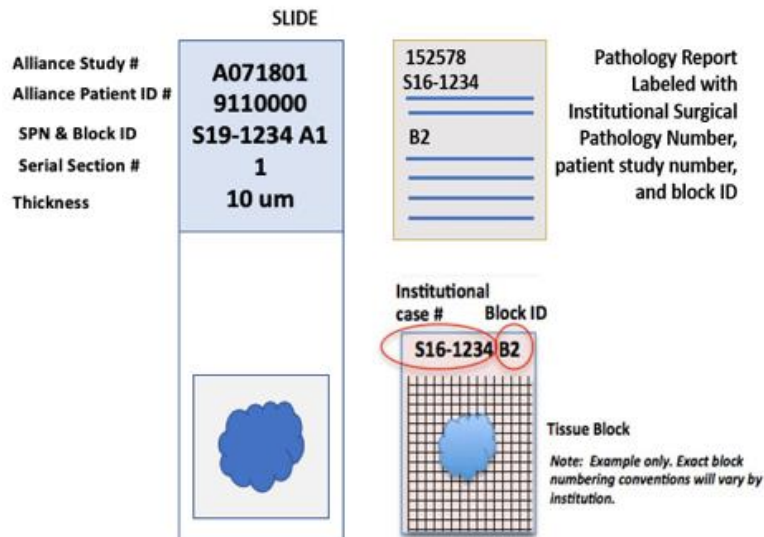 SLIDE
Alliance Study #
Alliance Patient ID #
SPN & Block ID
Serial Section #
Thickness
A071801
9110000
S19-1234 A1
1
10 um
152578
S16-1234
B2
Pathology Report
Labeled with
Institutional Surgical
Pathology Number,
patient study number,
and block ID
Institutional
case #
Block ID
S16-1234 B2
Tissue Block
Note: Example only. Exact block
numbering conventions will vary by
institution.